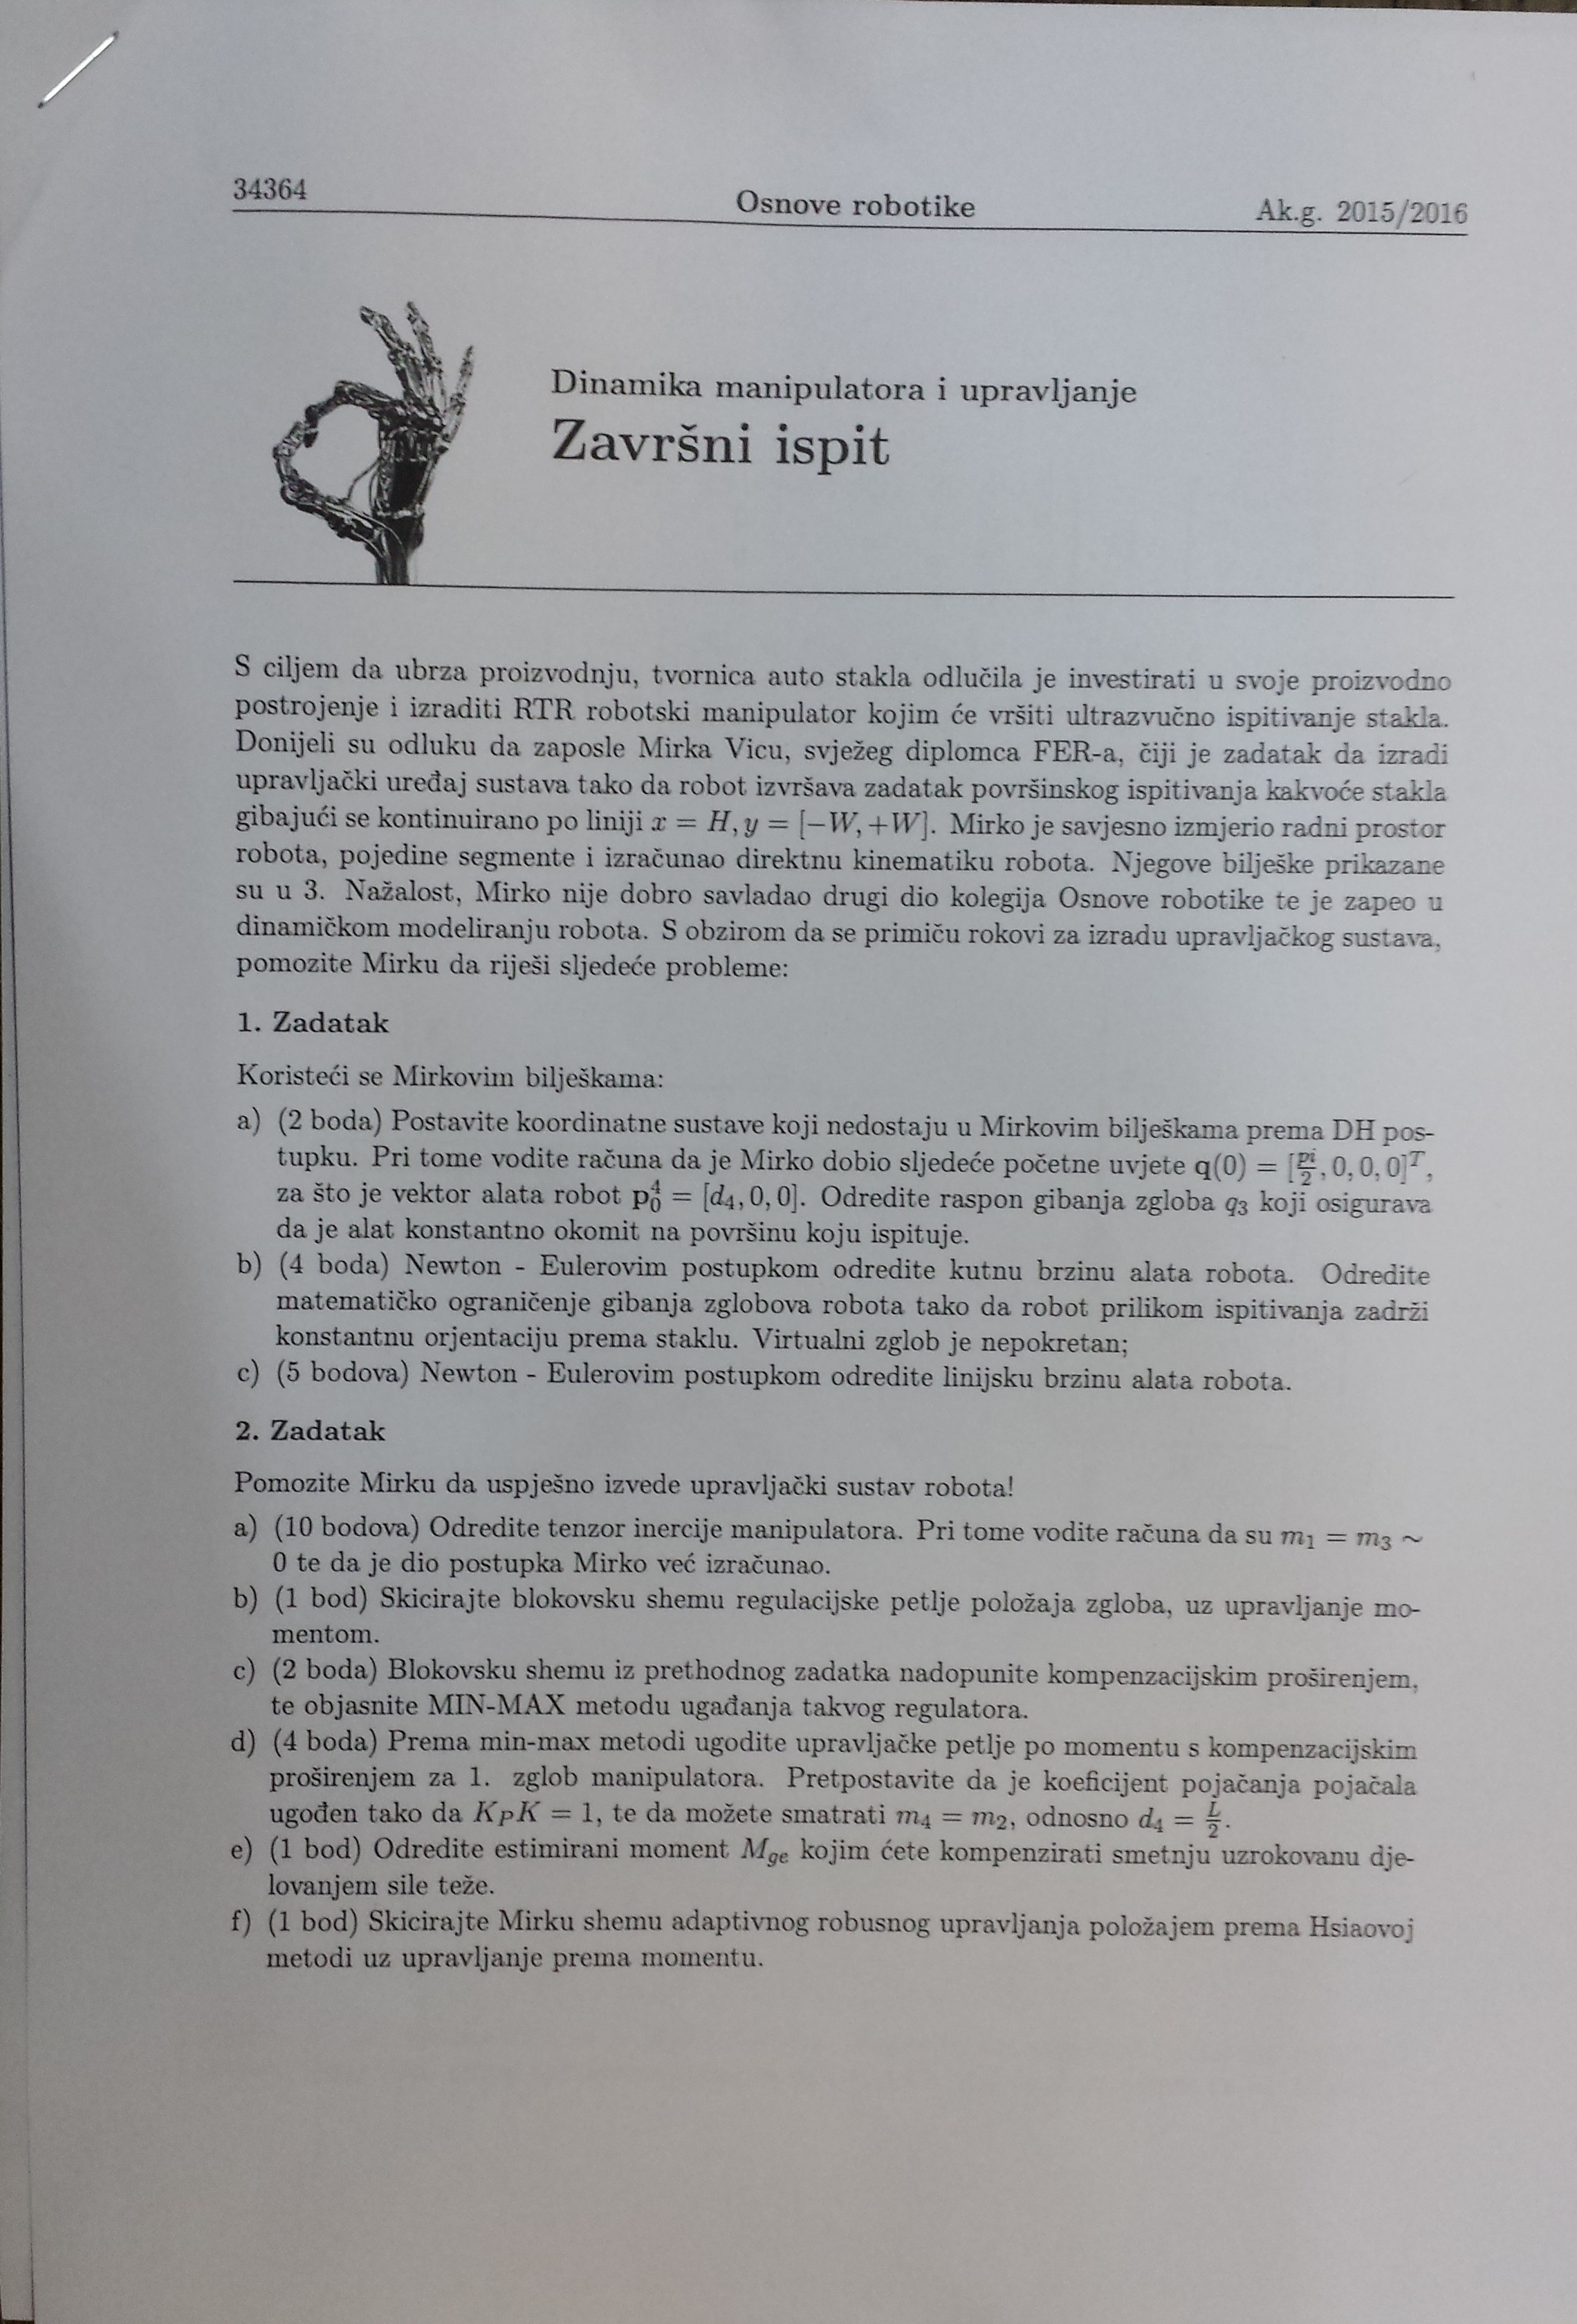 34364 Osnove robotike Ak.g. 2015/2016
Dinamika manipulatora i upravljanje
Završni ispit
S ciljem da ubrza proizvodnju, tvornica auto stakla odlučila je investirati u svoje proizvodno
postrojenje i izraditi RTR robotski manipulator kojim će vršiti ultrazvučno ispitivanje stakla.
Donijeli su odluku da zaposle Mirka Vicu, svježeg diplomca FER-a, čiji je zadatak da izradi
upravljački uređaj sustava tako da robot izvršava zadatak površinskog ispitivanja kakvoće stakla
gibajući se kontinuirano po liniji x = H, y = [−W, +W]. Mirko je savjesno izmjerio radni prostor
robota, pojedine segmente i izračunao direktnu kinematiku robota. Njegove bilješke prikazane
su u 3. Nažalost, Mirko nije dobro savladao drugi dio kolegija Osnove robotike te je zapeo u
dinamičkom modeliranju robota. S obzirom da se primiču rokovi za izradu upravljačkog sustava,
pomozite Mirku da riješi sljedeće probleme:
1. Zadatak
Koristeći se Mirkovim bilješkama:
a) (2 boda) Postavite koordinatne sustave koji nedostaju u Mirkovim bilješkama prema DH pos-
tupku. Pri tome vodite računa da je Mirko dobio sljedeće početne uvjete q(0) = [pi/2, 0, 0, 0]^T,
za što je vektor alata robot p_0^4 = [d_4, 0, 0]. Odredite raspon gibanja zgloba q_3 koji osigurava
da je alat konstantno okomit na površinu koju ispituje.
b) (4 boda) Newton - Eulerovim postupkom odredite kutnu brzinu alata robota. Odredite
matematičko ograničenje gibanja zglobova robota tako da robot prilikom ispitivanja zadrži
konstantnu orjentaciju prema staklu. Virtualni zglob je nepokretan;
c) (5 bodova) Newton - Eulerovim postupkom odredite linijsku brzinu alata robota.
2. Zadatak
Pomozite Mirku da uspješno izvede upravljački sustav robota!
a) (10 bodova) Odredite tenzor inercije manipulatora. Pri tome vodite računa da su m_1 = m_3 ∼
0 te da je dio postupka Mirko već izračunao.
b) (1 bod) Skicirajte blokovsku shemu regulacijske petlje položaja zgloba, uz upravljanje mo-
mentom.
c) (2 boda) Blokovsku shemu iz prethodnog zadatka nadopunite kompenzacijskim proširenjem,
te objasnite MIN-MAX metodu ugađanja takvog regulatora.
d) (4 boda) Prema min-max metodi ugodite upravljačke petlje po momentu s kompenzacijskim
proširenjem za 1. zglob manipulatora. Pretpostavite da je koeficijent pojačanja pojačala
ugođen tako da K_P K = 1, te da možete smatrati m_4 = m_2, odnosno d_4 = L/2.
e) (1 bod) Odredite estimirani moment M_ge kojim ćete kompenzirati smetnju uzrokovanu dje-
lovanjem sile teže.
f) (1 bod) Skicirajte Mirku shemu adaptivnog robusnog upravljanja položajem prema Hsiaovoj
metodi uz upravljanje prema momentu.